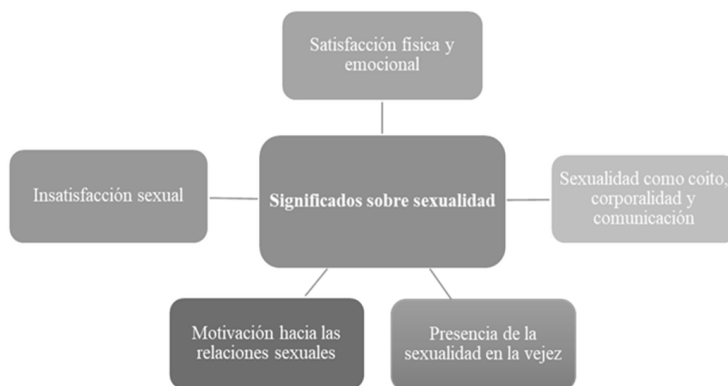 Satisfacción física y
emocional
Insatisfacción sexual
Significados sobre sexualidad
Sexualidad como coito,
corporalidad y
comunicación
Motivación hacia las
relaciones sexuales
Presencia de la
sexualidad en la vejez